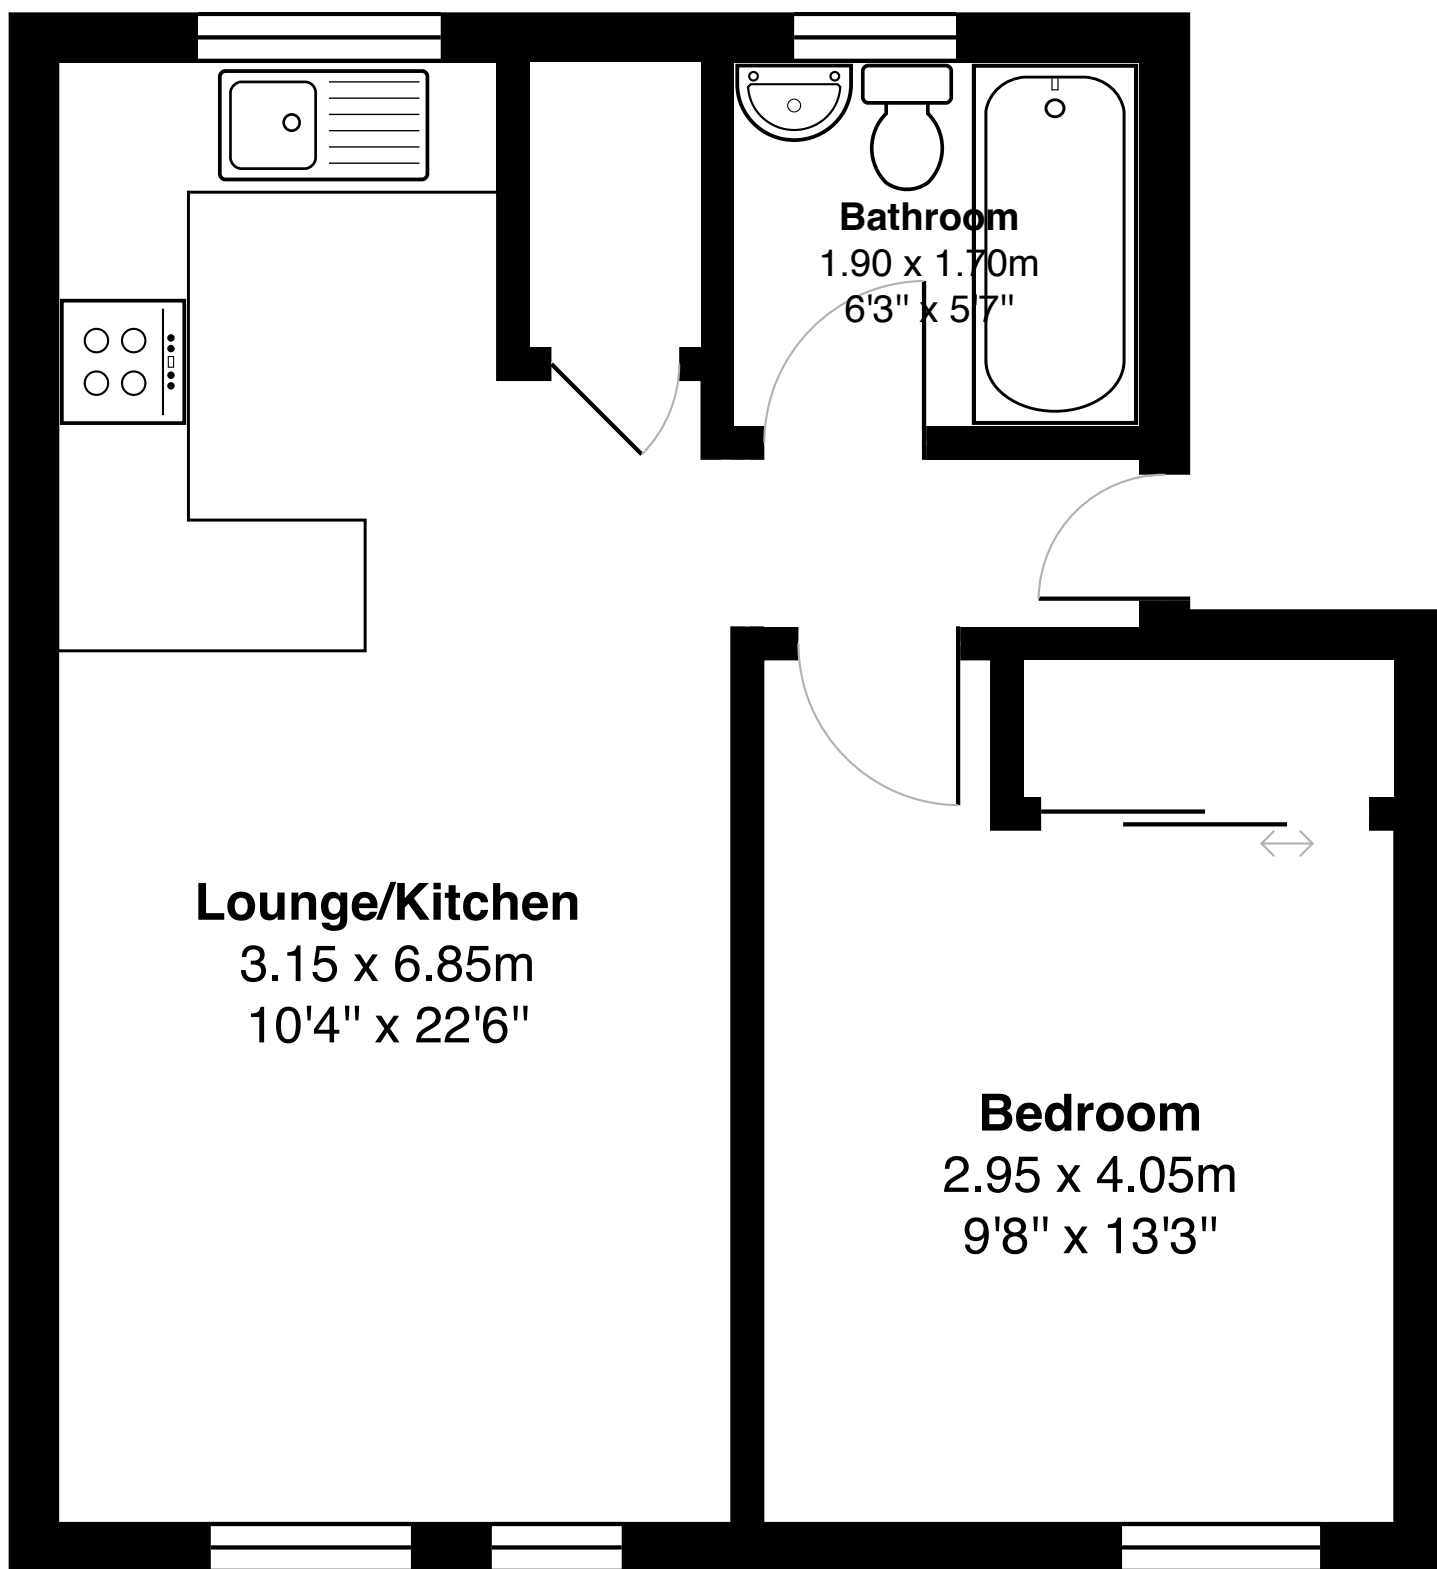 Bathroom
1.90 x 1.70m
6'3" x 5'7"
Lounge/Kitchen
3.15 x 6.85m
10'4" x 22'6"
Bedroom
2.95 x 4.05m
9'8" x 13'3"